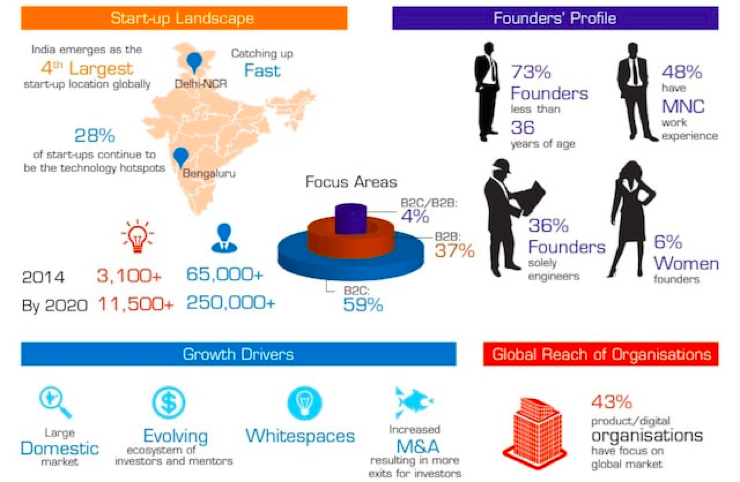 Start-up Landscape
India emerges as the
4th Largest
start-up location globally
Catching up
Fast
Delhi-NCR
28%
of start-ups continue to
be the technology hotspots
Bengaluru
2014 3,100+ 65,000+
By 2020 11,500+ 250,000+
Focus Areas
B2C/B2B:
4%
B2B:
37%
B2C:
59%
Founders' Profile
73%
Founders
less than
36
years of age
48%
have
MNC
work
experience
36%
Founders
solely
engineers
6%
Women
founders
Growth Drivers
Large
Domestic
market
$
Evolving
ecosystem of
investors and mentors
Whitespaces
Increased
M&A
resulting in more
exits for investors
Global Reach of Organisations
43%
product/digital
organisations
have focus on
global market